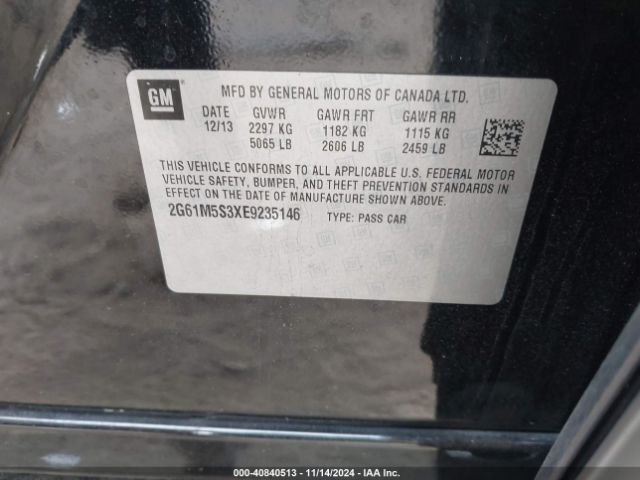 GM
MFD BY GENERAL MOTORS OF CANADA LTD.
DATE GVWR GAWR FRT GAWR RR
12/13 2297 KG 1182 KG 1115 KG
5065 LB 2606 LB 2459 LB
THIS VEHICLE CONFORMS TO ALL APPLICABLE U.S. FEDERAL MOTOR
VEHICLE SAFETY, BUMPER, AND THEFT PREVENTION STANDARDS IN
EFFECT ON THE DATE OF MANUFACTURE SHOWN ABOVE.
2G61M5S3XE9235146 TYPE: PASS CAR
000-40840513 - 11/14/2024 - IAA Inc.